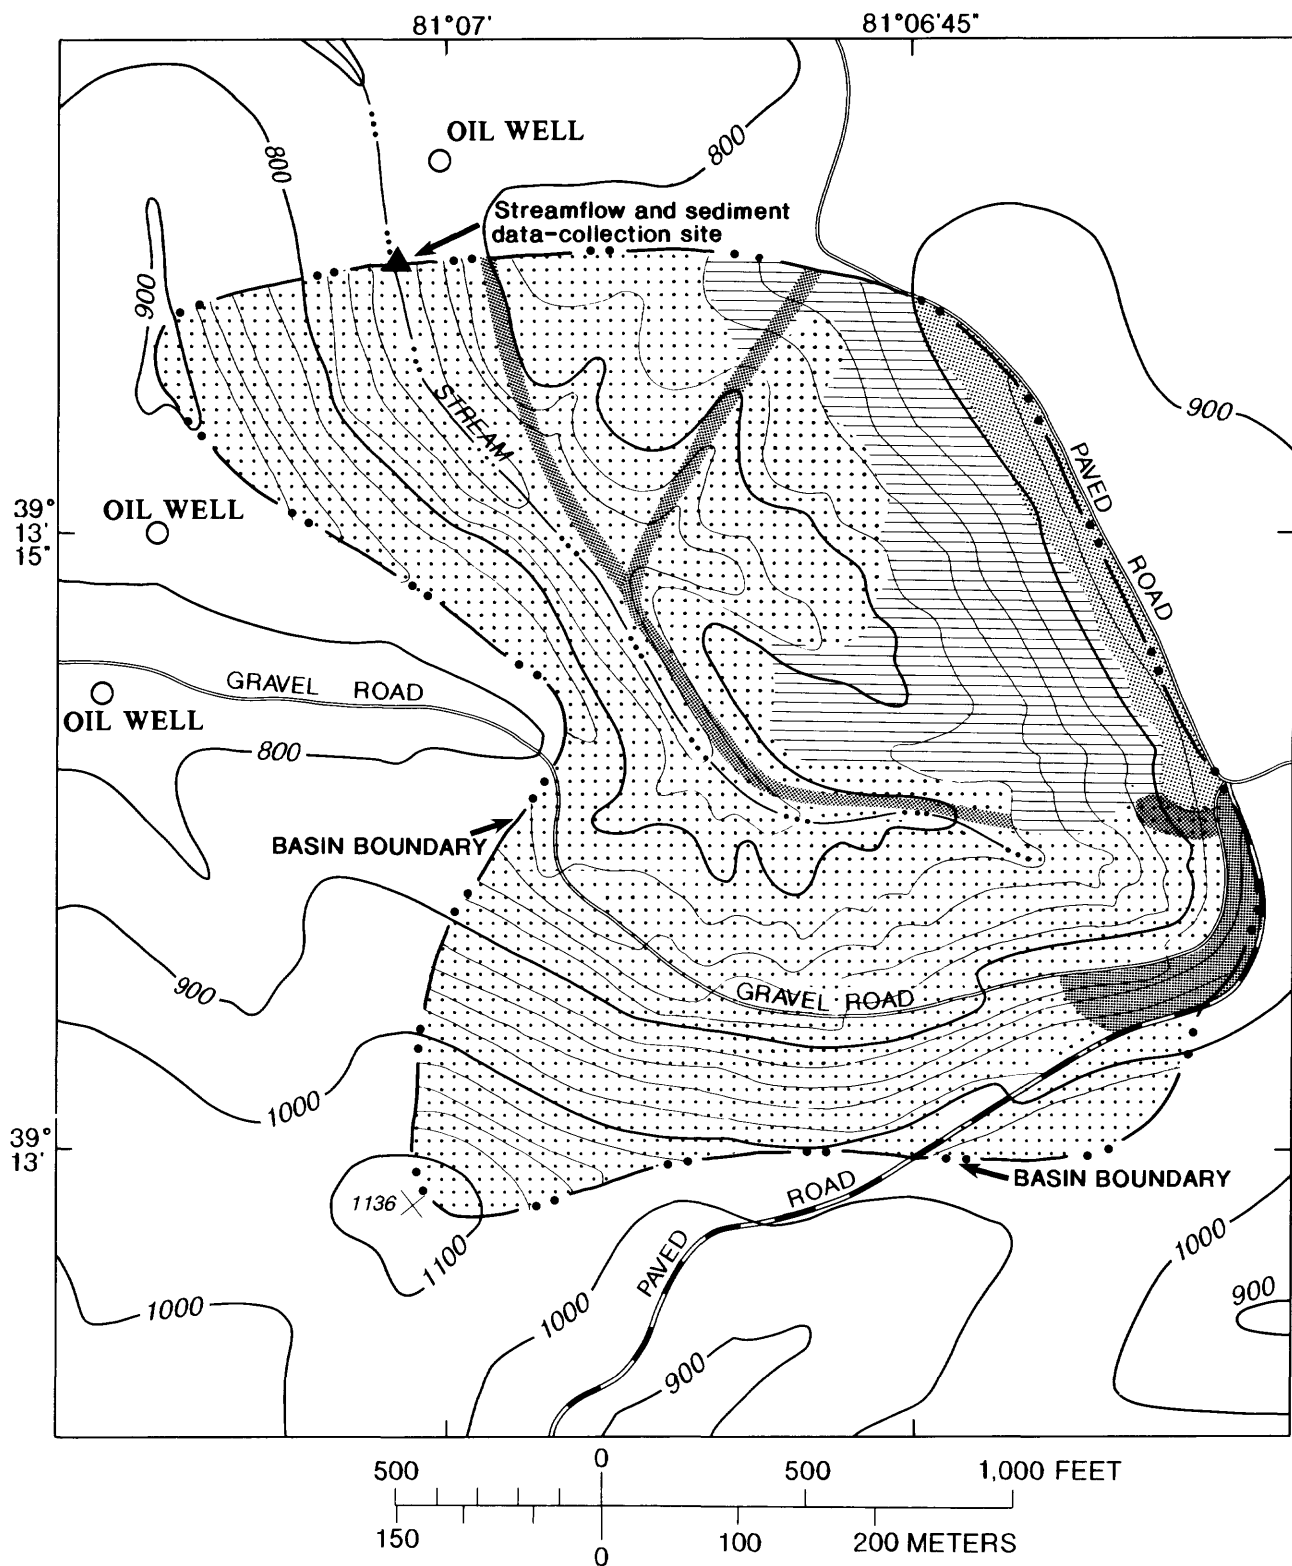 81°07'
81°06'45"
OIL WELL
800
800
Streamflow and sediment
data-collection site
900
900
STREAM
PAVED
ROAD
39°
13'
15"
OIL WELL
GRAVEL ROAD
OIL WELL
800
BASIN BOUNDARY
900
GRAVEL ROAD
1000
39°
13'
BASIN BOUNDARY
ROAD
1136
1100
PAVED
1000
900
1000
1000
900
500
0
500
1,000 FEET
150
0
100
200 METERS